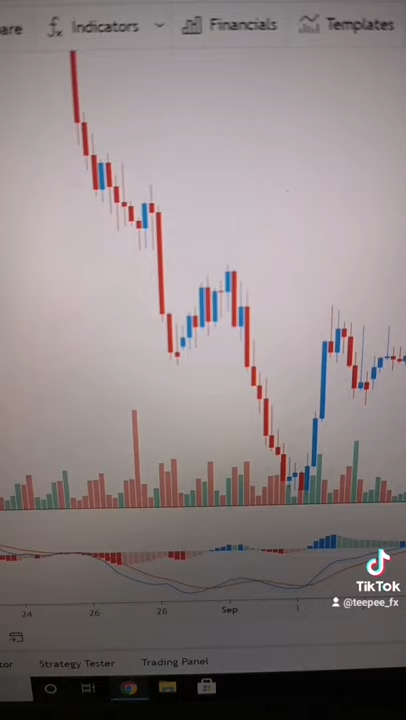 are Indicators Financials Templates
24 26 28 Sep 1
TikTok
@teepee_fx
tor Strategy Tester Trading Panel